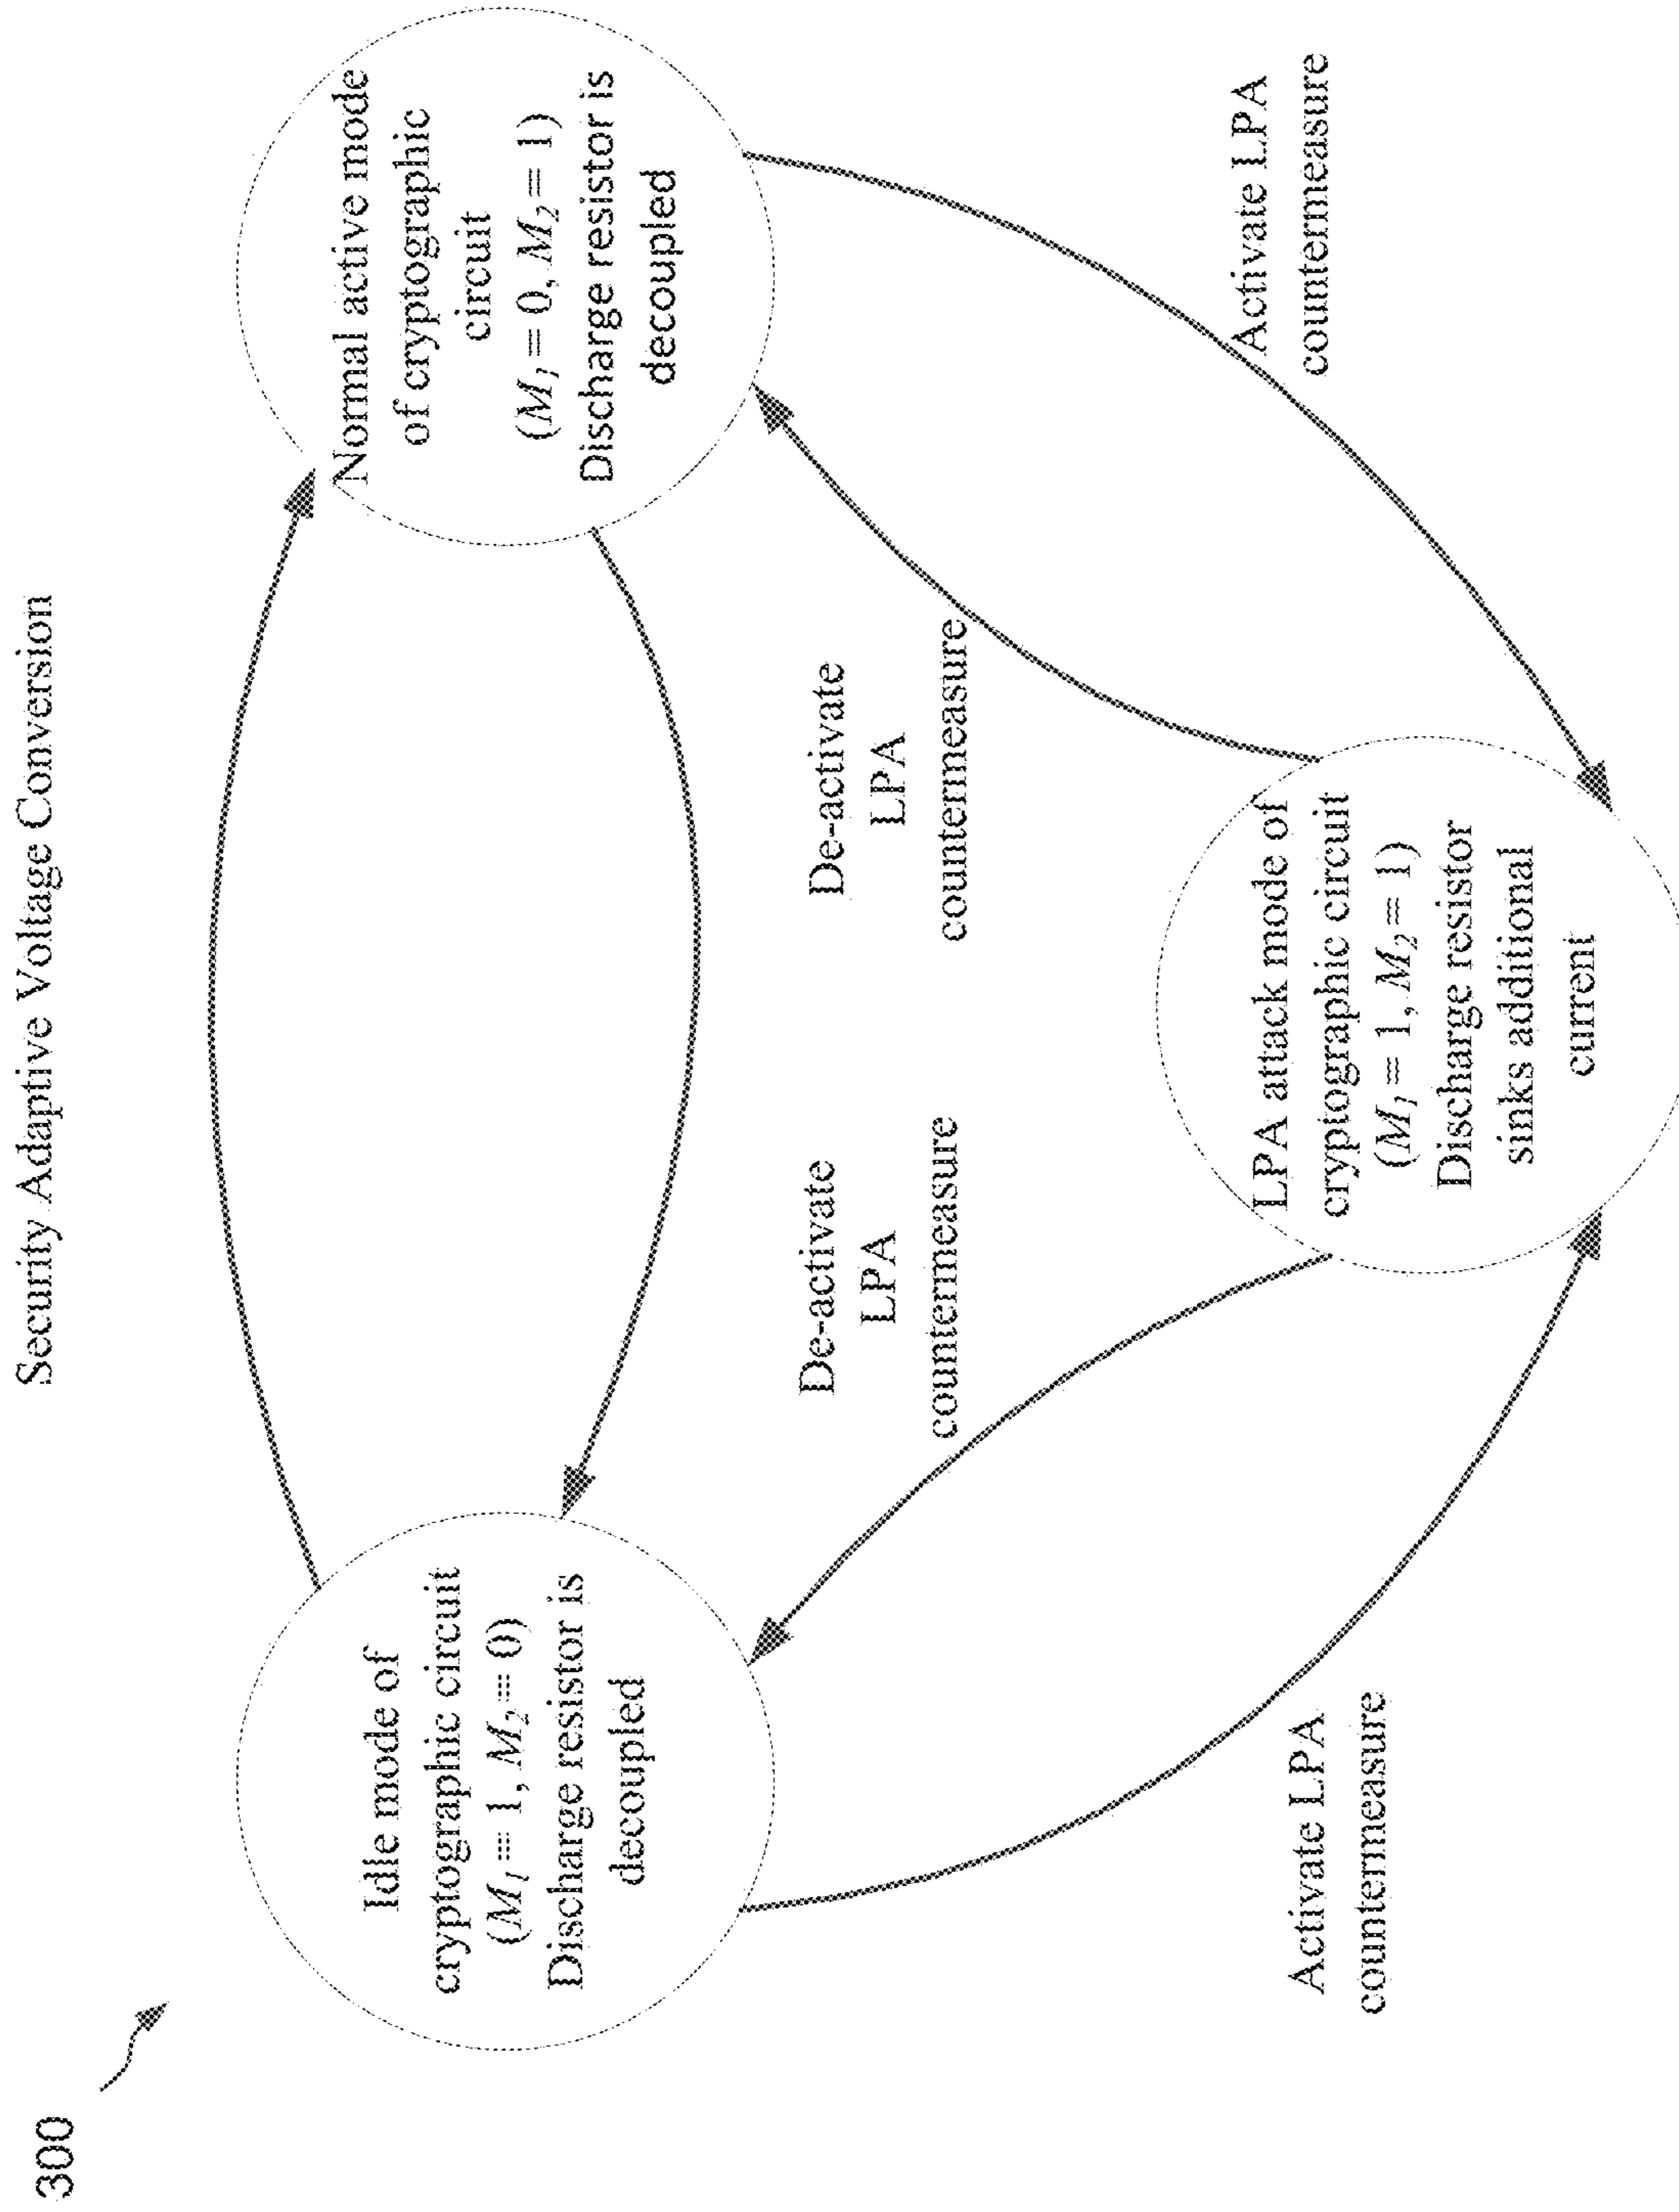 Security Adaptive Voltage Conversion
300
Idle mode of
cryptographic circuit
(M₁ = 1, M₂ = 0)
Discharge resistor is
decoupled
Normal active mode
of cryptographic
circuit
(M₁ = 0, M₂ = 1)
Discharge resistor is
decoupled
De-activate
LPA
countermeasure
De-activate
LPA
countermeasure
Activate LPA
countermeasure
LPA attack mode of
cryptographic circuit
(M₁ = 1, M₂ = 1)
Discharge resistor
sinks additional
current
Activate LPA
countermeasure